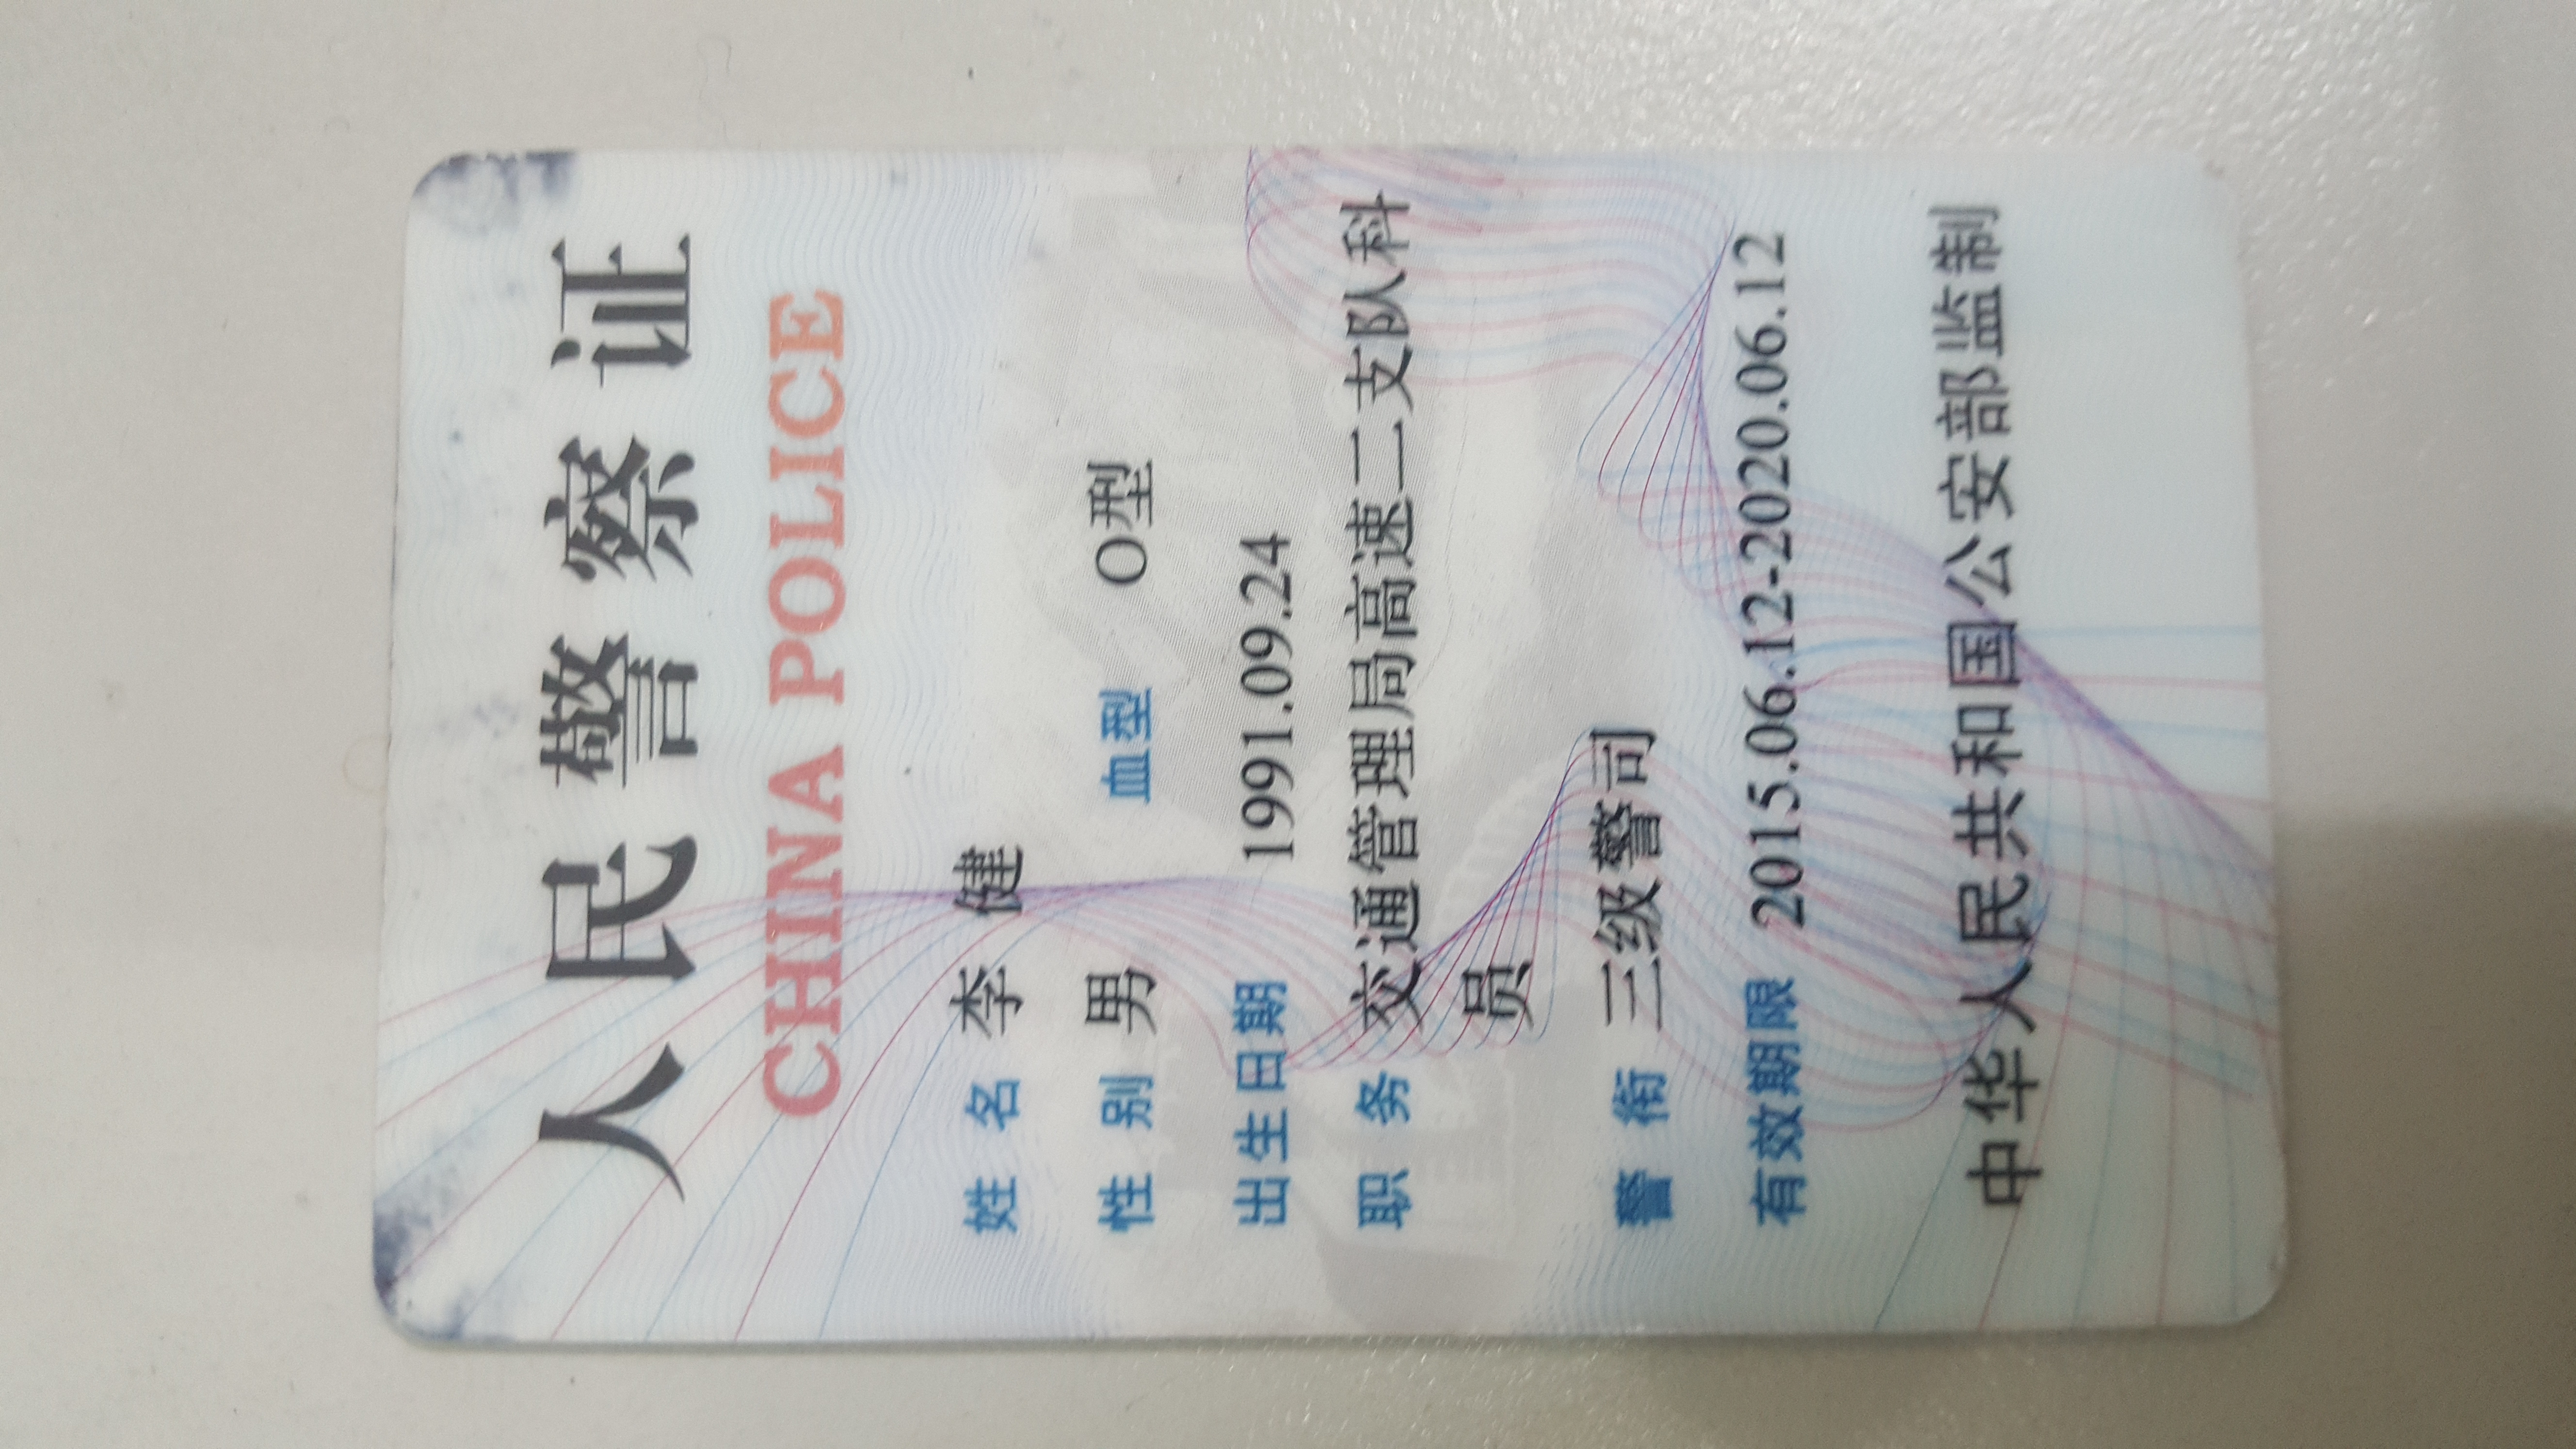 人民警察证
CHINA POLICE
姓 名 李 健
性 别 男 血型 O型
出生日期 1991.09.24
职 务 交通管理局高速二支队科
员
警 衔 三级警司
有效期限 2015.06.12-2020.06.12
中华人民共和国公安部监制